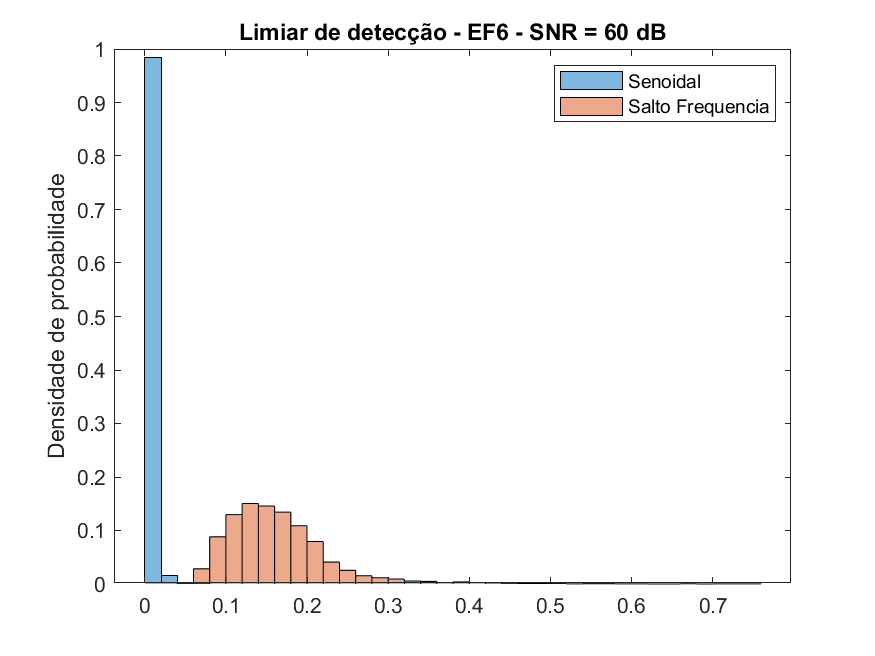 Limiar de detecção - EF6 - SNR = 60 dB
Senoidal
Salto Frequencia
Densidade de probabilidade
1
0.9
0.8
0.7
0.6
0.5
0.4
0.3
0.2
0.1
0
0 0.1 0.2 0.3 0.4 0.5 0.6 0.7